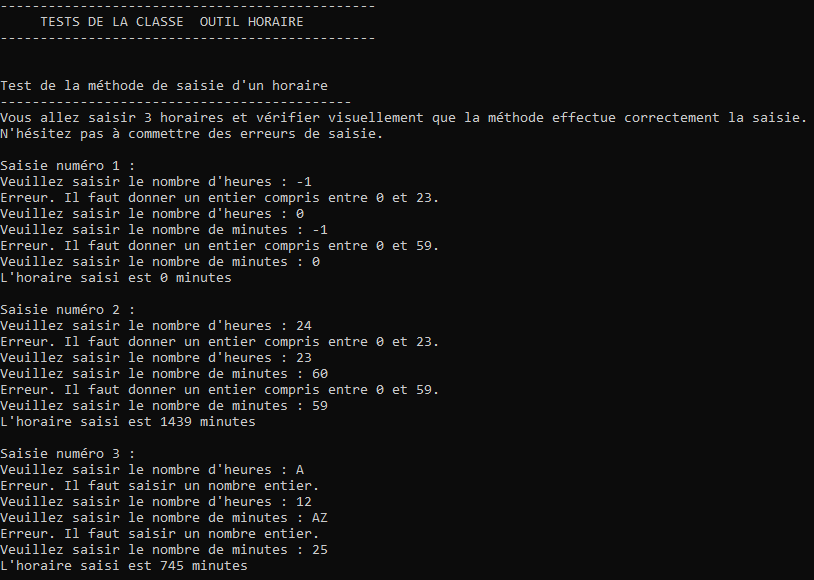 -----------------------------------------------
TESTS DE LA CLASSE  OUTIL HORAIRE
-----------------------------------------------
Test de la méthode de saisie d'un horaire
--------------------------------------------
Vous allez saisir 3 horaires et vérifier visuellement que la méthode effectue correctement la saisie.
N'hésitez pas à commettre des erreurs de saisie.
Saisie numéro 1 :
Veuillez saisir le nombre d'heures : -1
Erreur. Il faut donner un entier compris entre 0 et 23.
Veuillez saisir le nombre d'heures : 0
Veuillez saisir le nombre de minutes : -1
Erreur. Il faut donner un entier compris entre 0 et 59.
Veuillez saisir le nombre de minutes : 0
L'horaire saisi est 0 minutes
Saisie numéro 2 :
Veuillez saisir le nombre d'heures : 24
Erreur. Il faut donner un entier compris entre 0 et 23.
Veuillez saisir le nombre d'heures : 23
Veuillez saisir le nombre de minutes : 60
Erreur. Il faut donner un entier compris entre 0 et 59.
Veuillez saisir le nombre de minutes : 59
L'horaire saisi est 1439 minutes
Saisie numéro 3 :
Veuillez saisir le nombre d'heures : A
Erreur. Il faut saisir un nombre entier.
Veuillez saisir le nombre d'heures : 12
Veuillez saisir le nombre de minutes : AZ
Erreur. Il faut saisir un nombre entier.
Veuillez saisir le nombre de minutes : 25
L'horaire saisi est 745 minutes